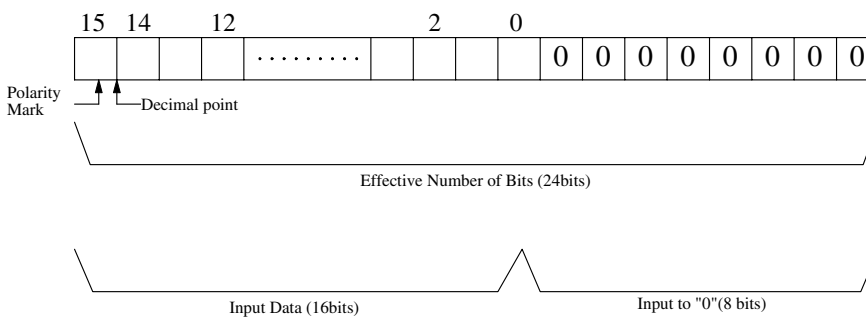 15 14 12 2 0
......... 0 0 0 0 0 0 0 0
Polarity
Mark
Decimal point
Effective Number of Bits (24bits)
Input Data (16bits) Input to "0"(8 bits)